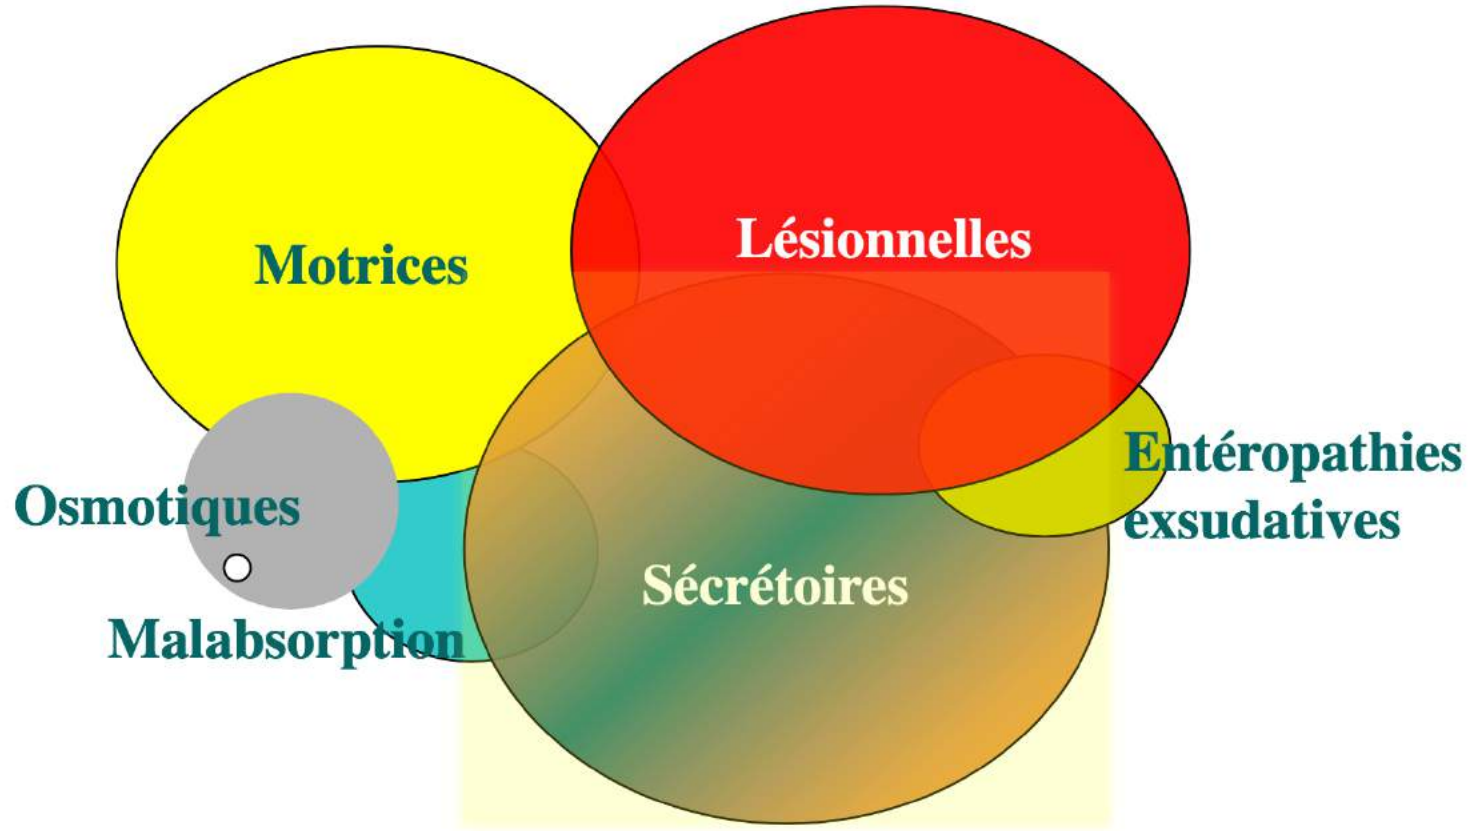 Motrices
Lésionnelles
Entéropathies
exsudatives
Osmotiques
Sécrétoires
Malabsorption